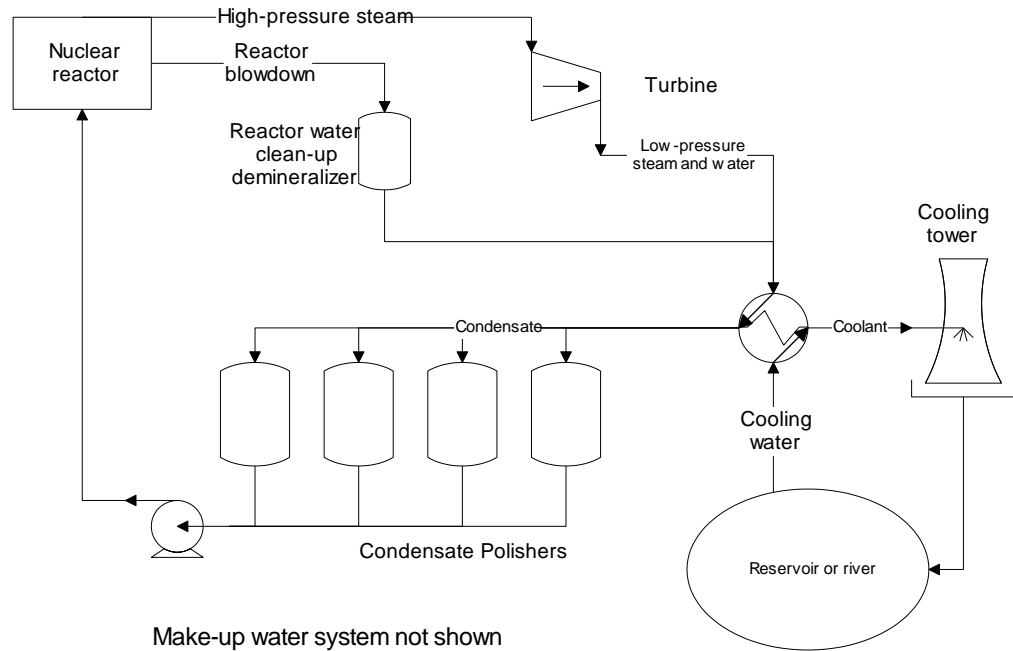 High-pressure steam
Nuclear
reactor
Reactor
blowdown
Turbine
Reactor water
clean-up
demineralizer
Low-pressure
steam and water
Cooling
tower
Condensate
Coolant
Cooling
water
Condensate Polishers
Reservoir or river
Make-up water system not shown